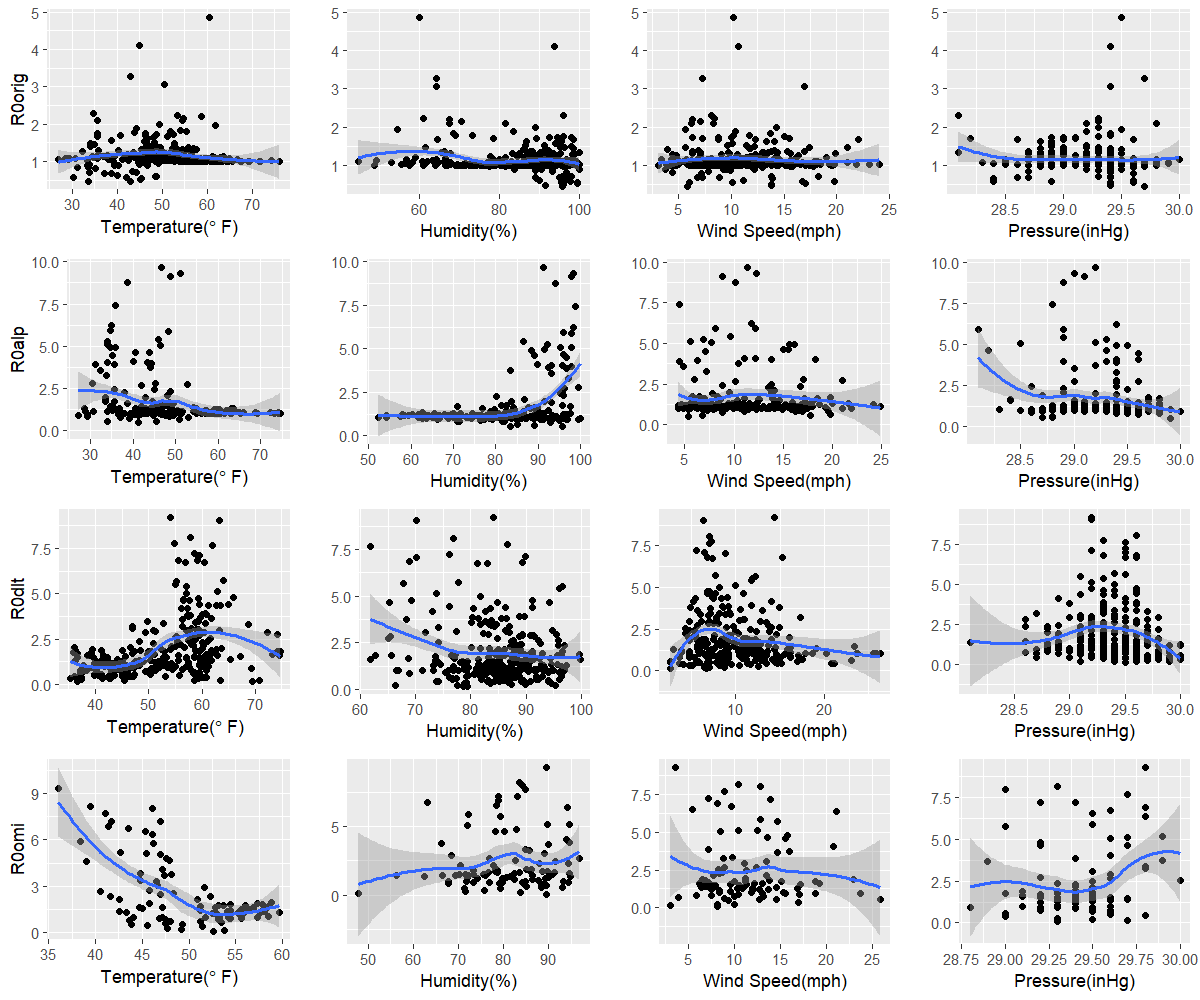 5 4 3 2 1 R0orig 30 40 50 60 70 Temperature(° F)
5 4 3 2 1 60 80 100 Humidity(%)
5 4 3 2 1 5 10 15 20 25 Wind Speed(mph)
5 4 3 2 1 28.5 29.0 29.5 30.0 Pressure(inHg)
10.0 7.5 5.0 2.5 0.0 R0alp 30 40 50 60 70 Temperature(° F)
10.0 7.5 5.0 2.5 0.0 50 60 70 80 90 100 Humidity(%)
10.0 7.5 5.0 2.5 0.0 5 10 15 20 25 Wind Speed(mph)
10.0 7.5 5.0 2.5 0.0 28.5 29.0 29.5 30.0 Pressure(inHg)
7.5 5.0 2.5 0.0 R0dlt 40 50 60 70 Temperature(° F)
7.5 5.0 2.5 0.0 60 70 80 90 100 Humidity(%)
7.5 5.0 2.5 0.0 10 20 Wind Speed(mph)
7.5 5.0 2.5 0.0 28.5 29.0 29.5 30.0 Pressure(inHg)
9 6 3 0 R0omi 35 40 45 50 55 60 Temperature(° F)
5 0 50 60 70 80 90 Humidity(%)
7.5 5.0 2.5 0.0 5 10 15 20 25 Wind Speed(mph)
7.5 5.0 2.5 0.0 28.75 29.00 29.25 29.50 29.75 30.00 Pressure(inHg)